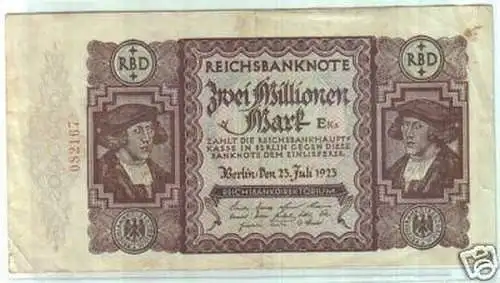 RBD
RBD
REICHSBANKNOTE
Zwei Millionen
Mark
EKs
ZAHLT DIE REICHSBANKHAUPT=
KASSE IN BERLIN GEGEN DIESE
BANKNOTE DEM EINLIEFERER
Berlin den 23. Juli 1923
REICHSBANKDIREKTORIUM
082167